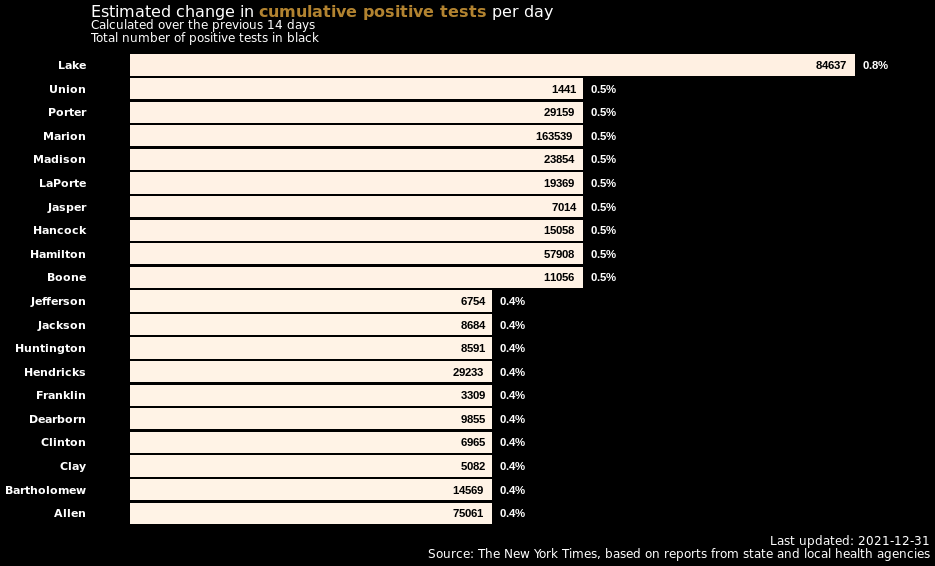 Estimated change in cumulative positive tests per day
Calculated over the previous 14 days
Total number of positive tests in black
Lake 84637 0.8%
Union 1441 0.5%
Porter 29159 0.5%
Marion 163539 0.5%
Madison 23854 0.5%
LaPorte 19369 0.5%
Jasper 7014 0.5%
Hancock 15058 0.5%
Hamilton 57908 0.5%
Boone 11056 0.5%
Jefferson 6754 0.4%
Jackson 8684 0.4%
Huntington 8591 0.4%
Hendricks 29233 0.4%
Franklin 3309 0.4%
Dearborn 9855 0.4%
Clinton 6965 0.4%
Clay 5082 0.4%
Bartholomew 14569 0.4%
Allen 75061 0.4%
Last updated: 2021-12-31
Source: The New York Times, based on reports from state and local health agencies